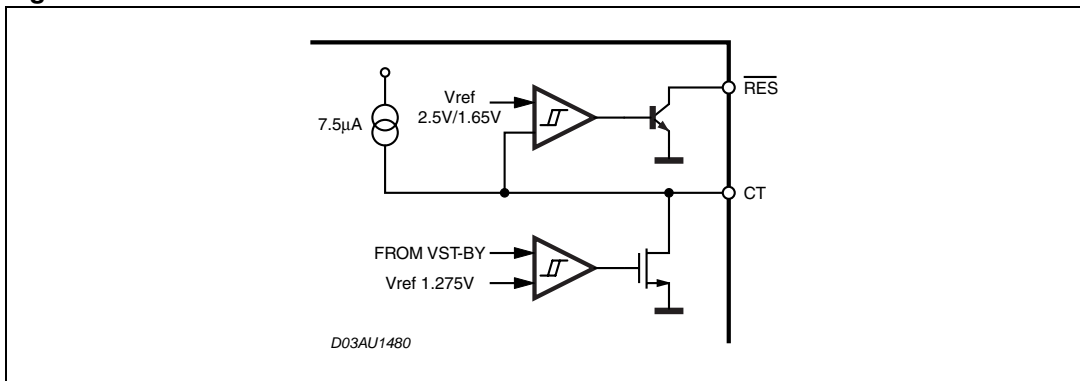 RES
Vref
2.5V/1.65V
7.5µA
CT
FROM VST-BY
Vref 1.275V
D03AU1480